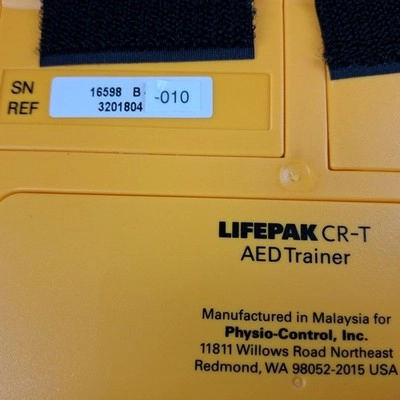 SN 16598 B
REF 3201804 -010
LIFEPAK CR-T
AED Trainer
Manufactured in Malaysia for
Physio-Control, Inc.
11811 Willows Road Northeast
Redmond, WA 98052-2015 USA